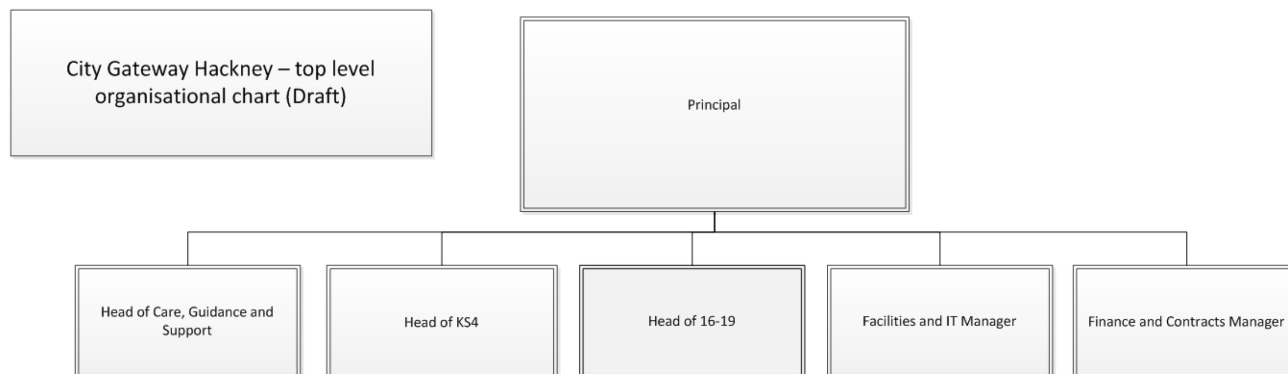 City Gateway Hackney – top level
organisational chart (Draft)
Principal
Head of Care, Guidance and
Support
Head of KS4
Head of 16-19
Facilities and IT Manager
Finance and Contracts Manager